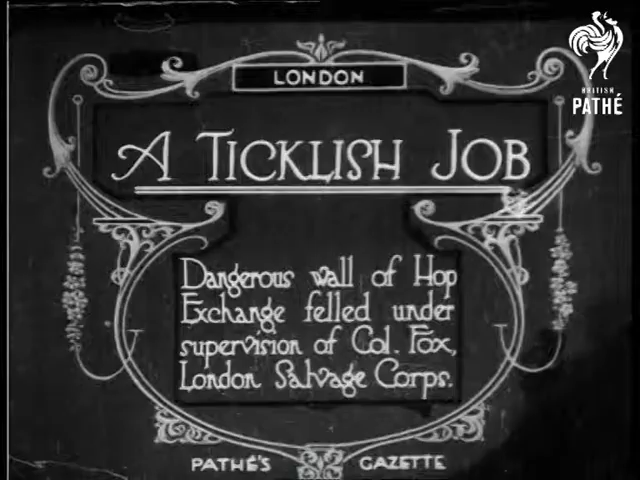 LONDON
BRITISH
PATHÉ
A TICKLISH JOB
Dangerous wall of Hop
Exchange felled under
supervision of Col. Fox,
London Salvage Corps.
PATHÉ'S GAZETTE